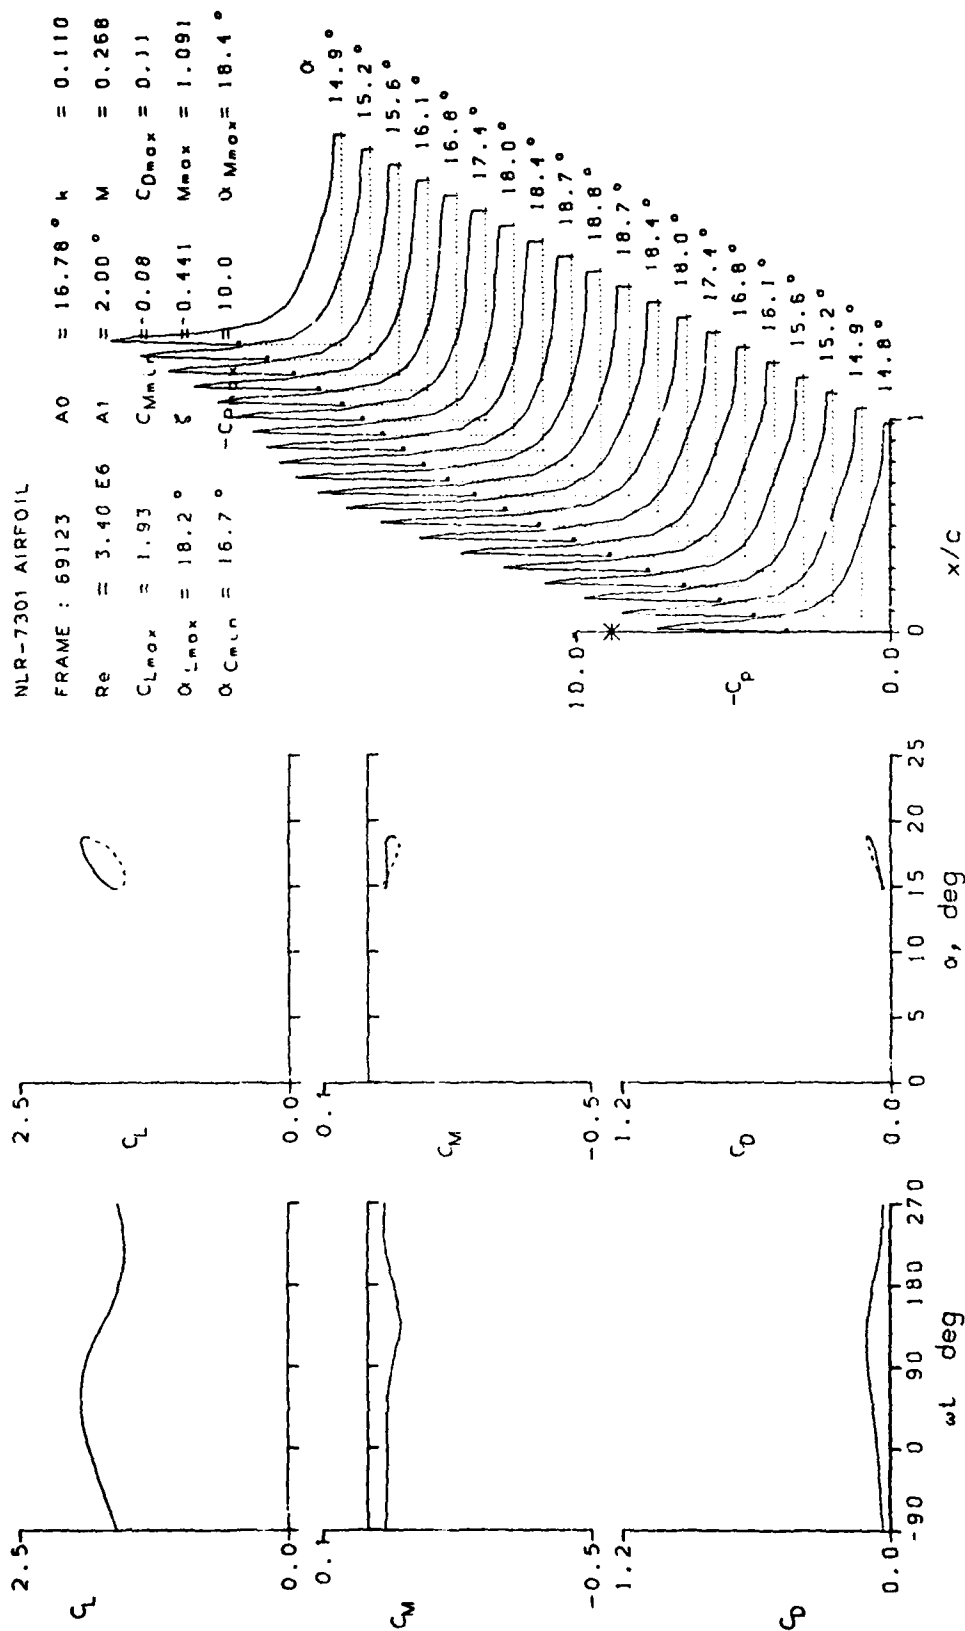 NLR-7301 AIRFOIL
FRAME : 69123 A0 = 16.78° k = 0.110
Re = 3.40 E6 A1 = 2.00° M = 0.268
CLmax = 1.93 CMmin = -0.08 CDmax = 0.11
αLmax = 18.2° ζ = -0.441 Mmax = 1.091
αCmin = 16.7° -Cpmax = 10.0 αMmax = 18.4°
α
14.9°
15.2°
15.6°
16.1°
16.8°
17.4°
18.0°
18.4°
18.7°
18.8°
18.7°
18.4°
18.0°
17.4°
16.8°
16.1°
15.6°
15.2°
14.9°
14.8°
10.0
-Cp
0.0
0 1
x/c
2.5
CL
0.0
0.1
CM
-0.5
1.2
CD
0.0
-90 0 90 180 270
ωt deg
2.5
CL
0.0
0.1
CM
-0.5
1.2
CD
0.0
0 5 10 15 20 25
α, deg